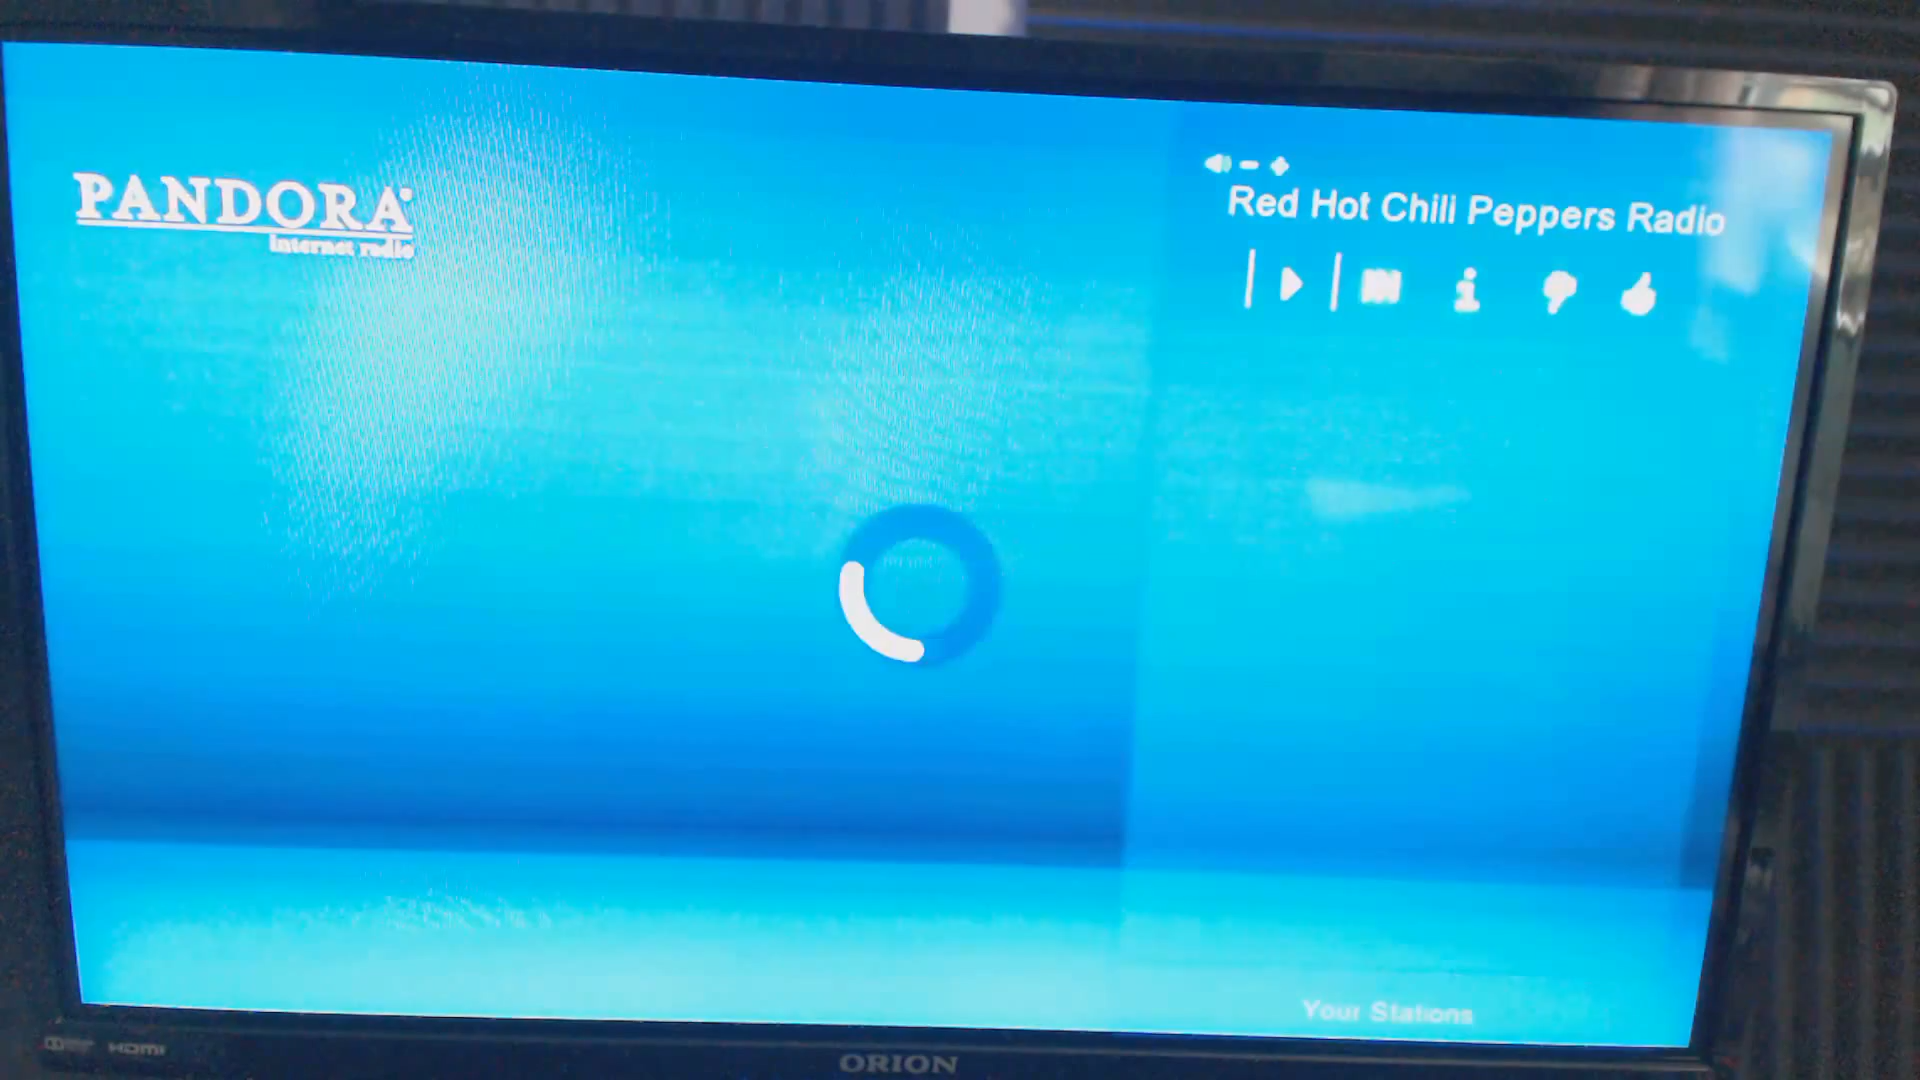 PANDORA®
internet radio
Red Hot Chili Peppers Radio
Your Stations
HDMI
ORION